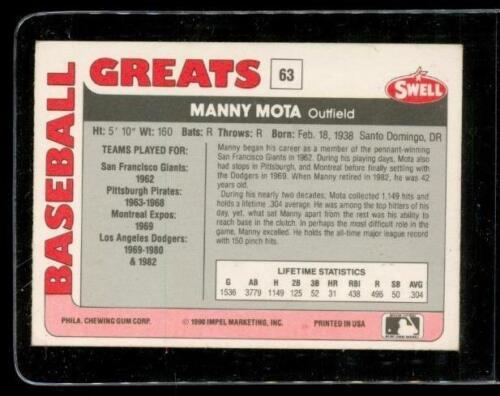 BASEBALL
GREATS 63
SWELL
MANNY MOTA Outfield
Ht: 5' 10" Wt: 160 Bats: R Throws: R Born: Feb. 18, 1938 Santo Domingo, DR
TEAMS PLAYED FOR:
San Francisco Giants:
1962
Pittsburgh Pirates:
1963-1968
Montreal Expos:
1969
Los Angeles Dodgers:
1969-1980
& 1982
Manny began his career as a member of the pennant-winning
San Francisco Giants in 1962. During his playing days, Mota also
had stops in Pittsburgh, and Montreal before finally settling
with the Dodgers in 1969. When Manny retired in 1982, he was 42
years old.
During his nearly two decades, Mota collected 1,149 hits and
holds a lifetime .304 average. He was among the top hitters of his
day, yet, what set Manny apart from the rest was his ability to
reach base in the clutch. In perhaps the most difficult role in the
game, Manny excelled. He holds the all-time major league record
with 150 pinch hits.
LIFETIME STATISTICS
G AB H 2B 3B HR RBI R SB AVG
1536 3779 1149 125 52 31 438 496 50 .304
PHILA. CHEWING GUM CORP. © 1990 IMPEL MARKETING, INC. PRINTED IN USA